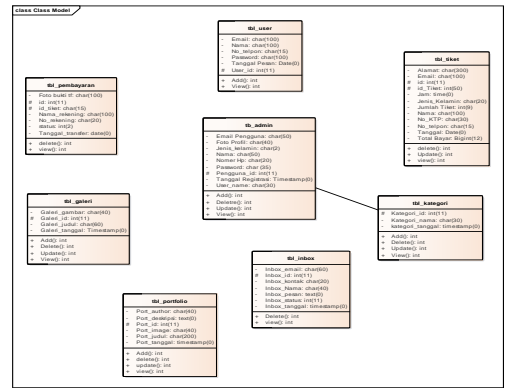 class Class Model
tbl_user
- Email: char(100)
- Nama: char(100)
- No_telpon: char(15)
- Password: char(100)
- Tanggal Pesan: Date(0)
# User_id: int(11)
+ Add(): int
+ View(): int
tbl_tiket
- Alamat: char(300)
- Email: char(100)
# id: int(11)
# id_Tiket: int(50)
- Jam: time(0)
- Jenis_Kelamin: char(20)
- Jumlah Tiket: int(9)
- Nama: char(100)
- No_KTP: char(30)
- No_telpon: char(15)
- Tanggal: Date(0)
- Total Bayar: Bigint(12)
+ delete(): int
+ Update(): int
+ view(): int
tbl_pembayaran
- Foto bukti tf: char(100)
# id: int(11)
# id_tiket: char(15)
- Nama_rekening: char(100)
- No_rekening: char(20)
- status: int(2)
- Tanggal_transfer: date(0)
+ delete(): int
+ view(): int
tb_admin
- Email Pengguna: char(50)
- Foto Profil: char(40)
- Jenis_kelamin: char(2)
- Nama: char(50)
- Nomer Hp: char(20)
- Password: char (35)
# Pengguna_id: int(11)
- Tanggal Registrasi: Timestamp(0)
- User_name: char(30)
+ Add(): int
+ Deletre(): int
+ Update(): int
+ View(): int
tbl_galeri
- Galeri_gambar: char(40)
# Galeri_id: int(11)
- Galeri_judul: char(60)
- Galeri_tanggal: Timestamp(0)
+ Add(): int
+ Delete(): int
+ Update(): int
+ View(): int
tbl_kategori
# Kategori_id: int(11)
- Kategori_nama: char(30)
- kategori_tanggal: timestamp(0)
+ Add(): int
+ Delete(): int
+ Update(): int
+ View(): int
tbl_inbox
- Inbox_email: char(60)
# Inbox_id: int(11)
- Inbox_kontak: char(20)
- Inbox_Nama: char(40)
- Inbox_pesan: text(0)
- Inbox_status: int(11)
- Inbox_tanggal: timestamp(0)
+ Delete(): int
+ view(): int
tbl_portfolio
- Port_author: char(40)
- Port_deskripsi: text(0)
# Port_id: int(11)
- Port_image: char(40)
- Port_judul: char(200)
- Port_tanggal: timestamp(0)
+ Add(): int
+ delete(): int
+ update(): int
+ view(): int